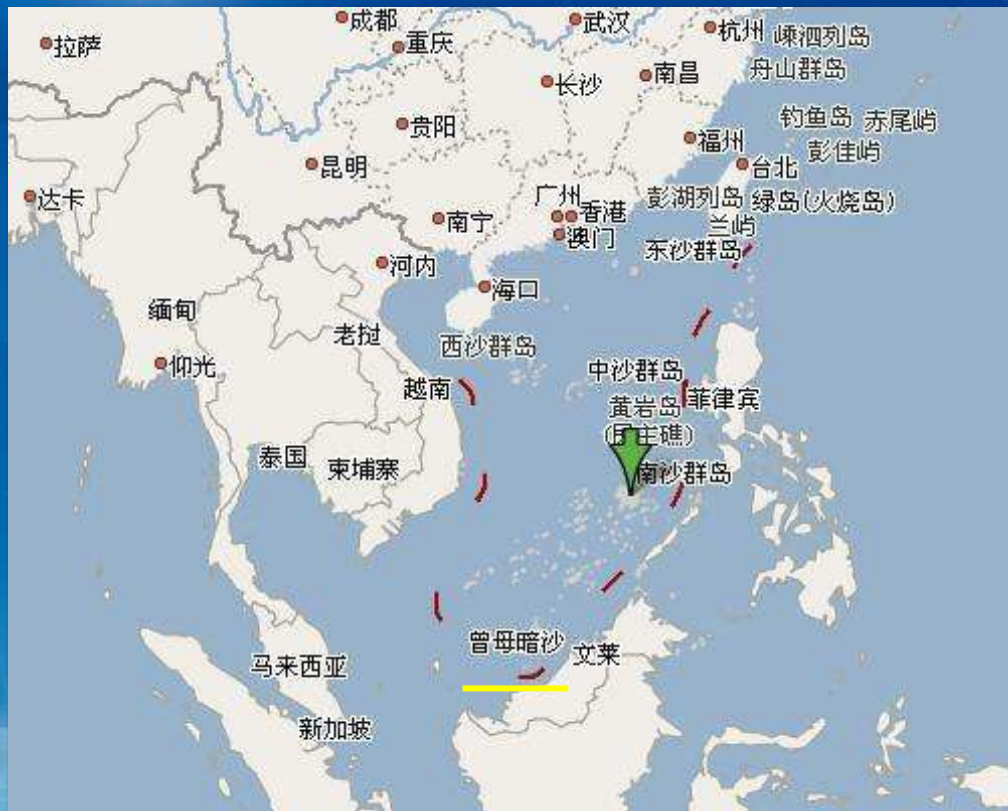 成都
武汉
杭州
嵊泗列岛
拉萨
重庆
舟山群岛
长沙
南昌
贵阳
钓鱼岛
赤尾屿
福州
彭佳屿
昆明
台北
达卡
广州
香港
彭湖列岛
绿岛(火烧岛)
南宁
澳门
兰屿
东沙群岛
河内
海口
缅甸
老挝
西沙群岛
仰光
中沙群岛
越南
黄岩岛
菲律宾
主礁)
泰国
柬埔寨
南沙群岛
曾母暗沙
文莱
马来西亚
新加坡